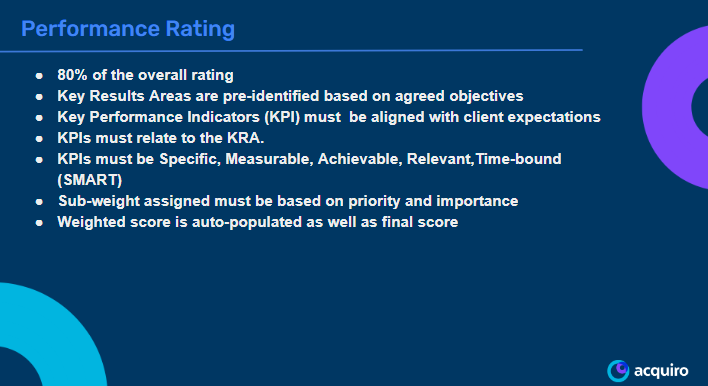 Performance Rating
● 80% of the overall rating
● Key Results Areas are pre-identified based on agreed objectives
● Key Performance Indicators (KPI) must  be aligned with client expectations
● KPIs must relate to the KRA.
● KPIs must be Specific, Measurable, Achievable, Relevant,Time-bound
(SMART)
● Sub-weight assigned must be based on priority and importance
● Weighted score is auto-populated as well as final score
acquiro